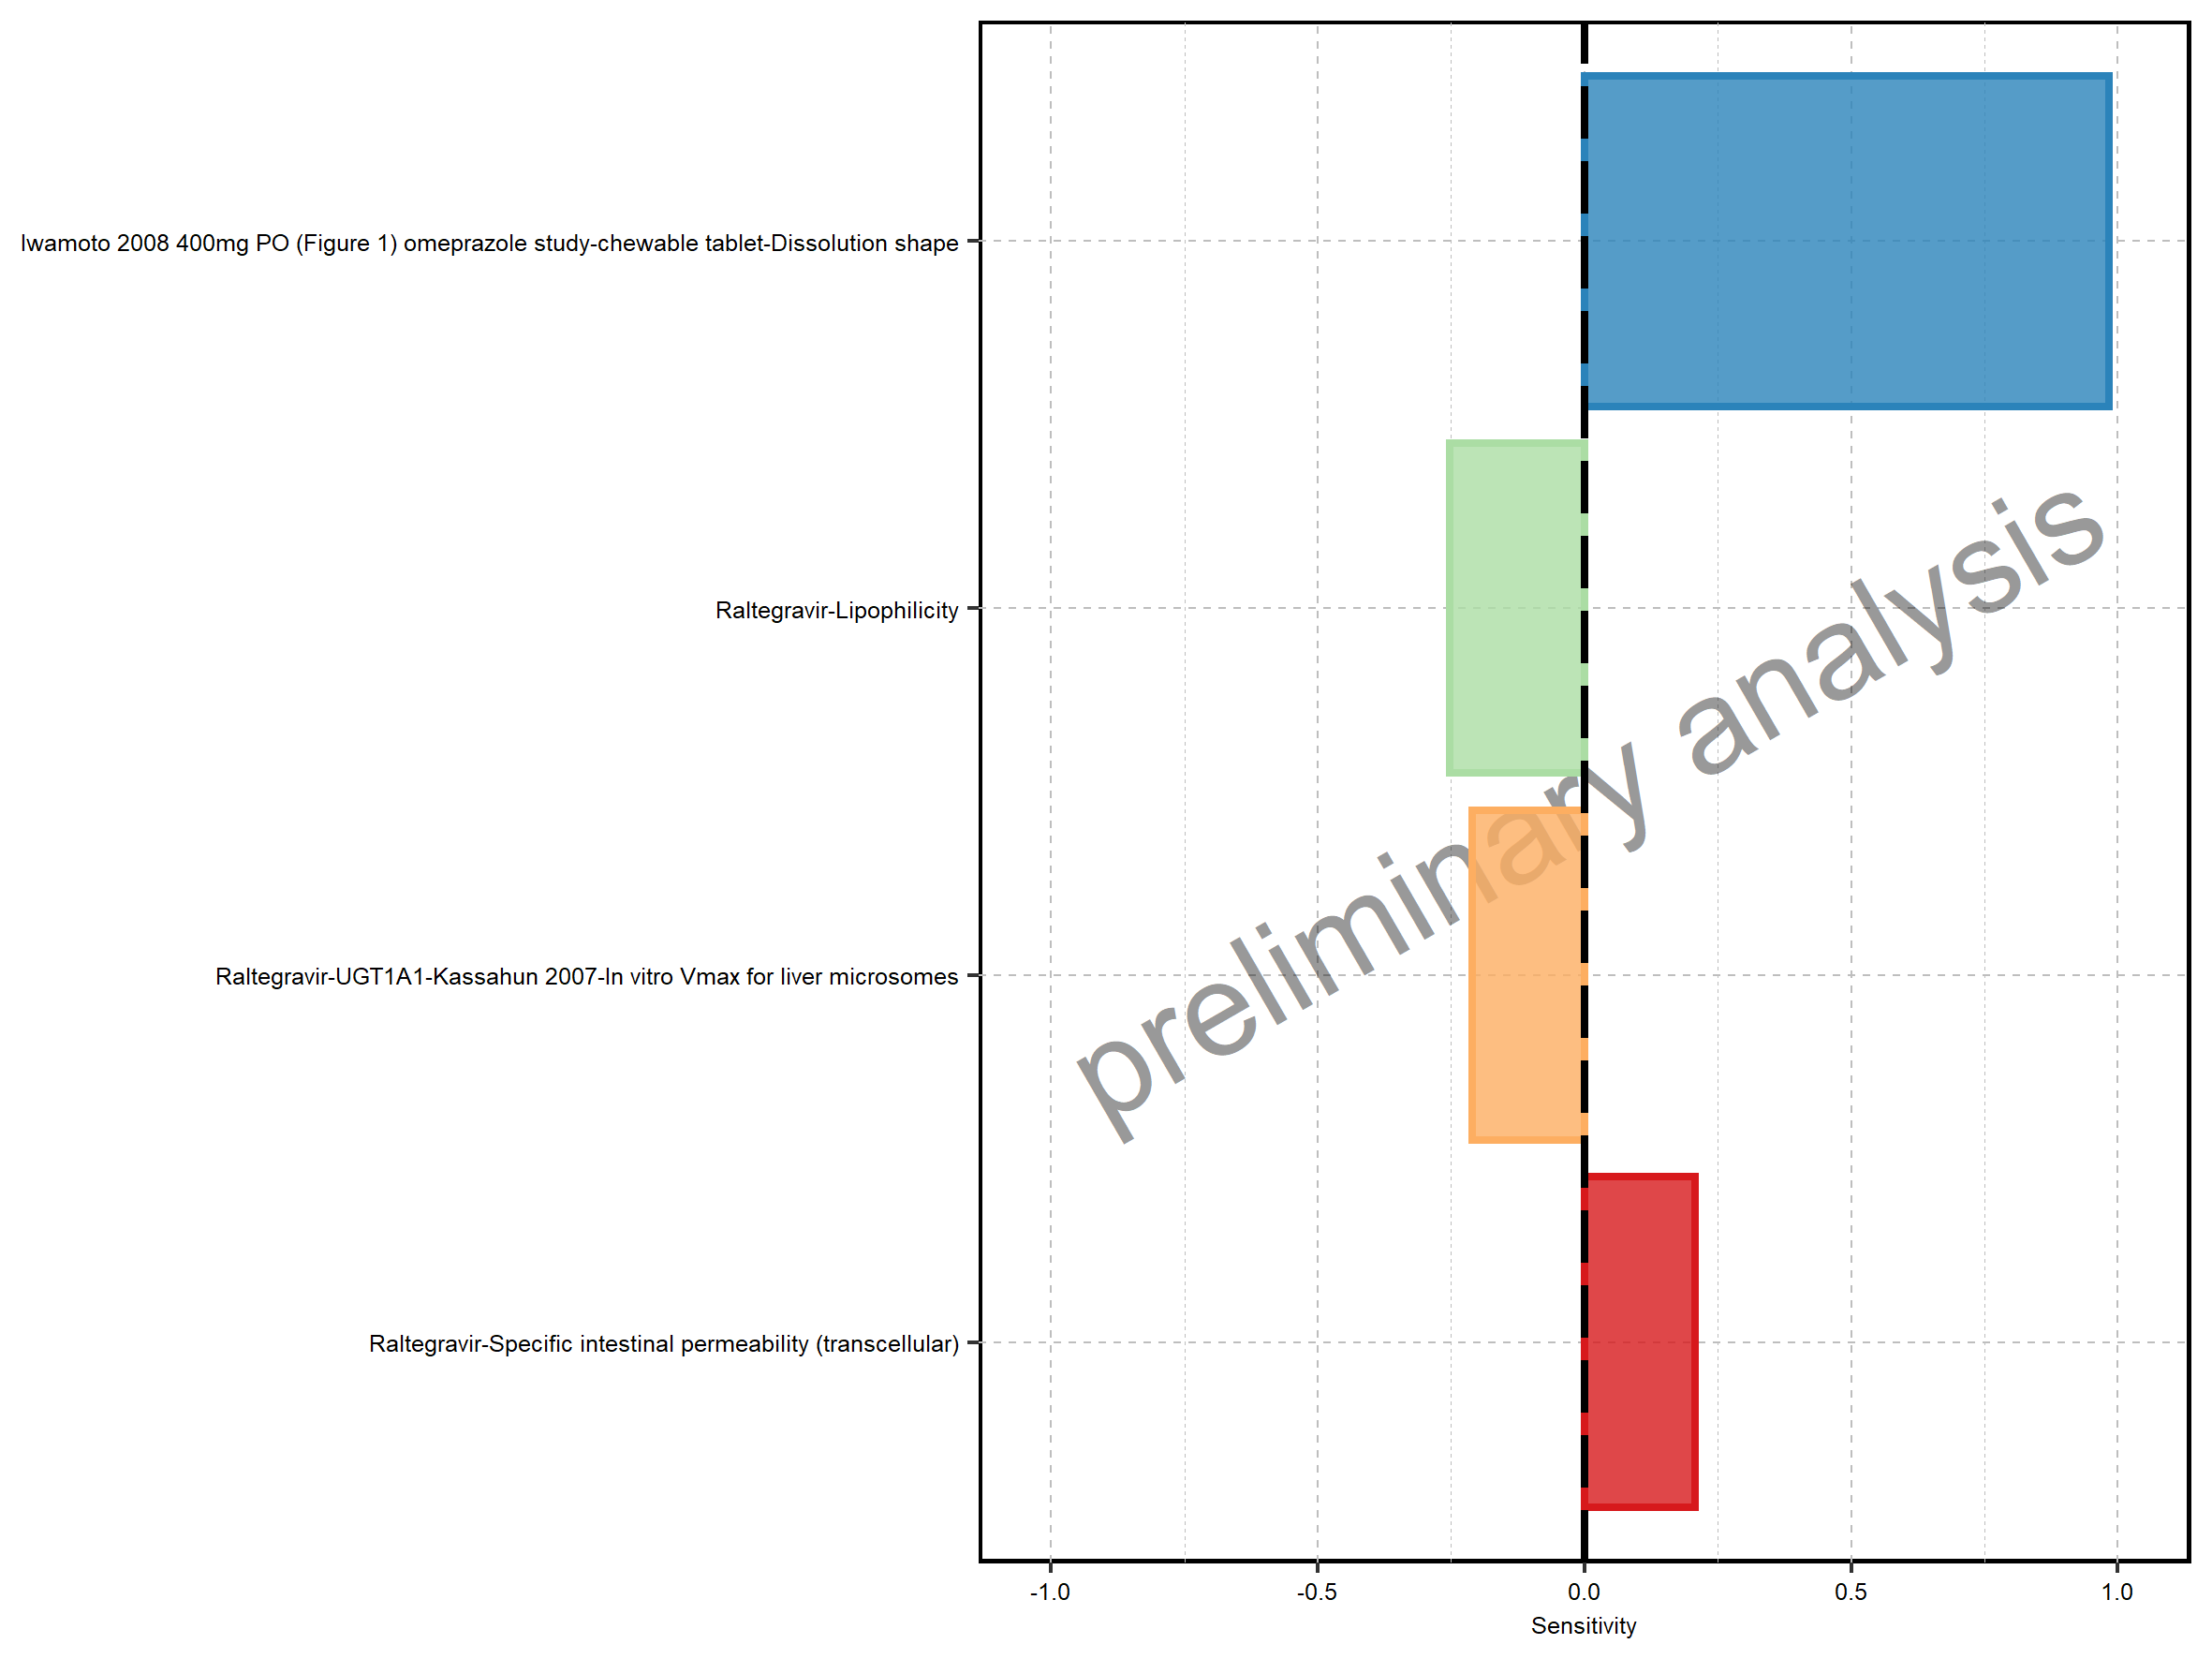 Iwamoto 2008 400mg PO (Figure 1) omeprazole study-chewable tablet-Dissolution shape
Raltegravir-Lipophilicity
Raltegravir-UGT1A1-Kassahun 2007-In vitro Vmax for liver microsomes
Raltegravir-Specific intestinal permeability (transcellular)
preliminary analysis
-1.0 -0.5 0.0 0.5 1.0
Sensitivity